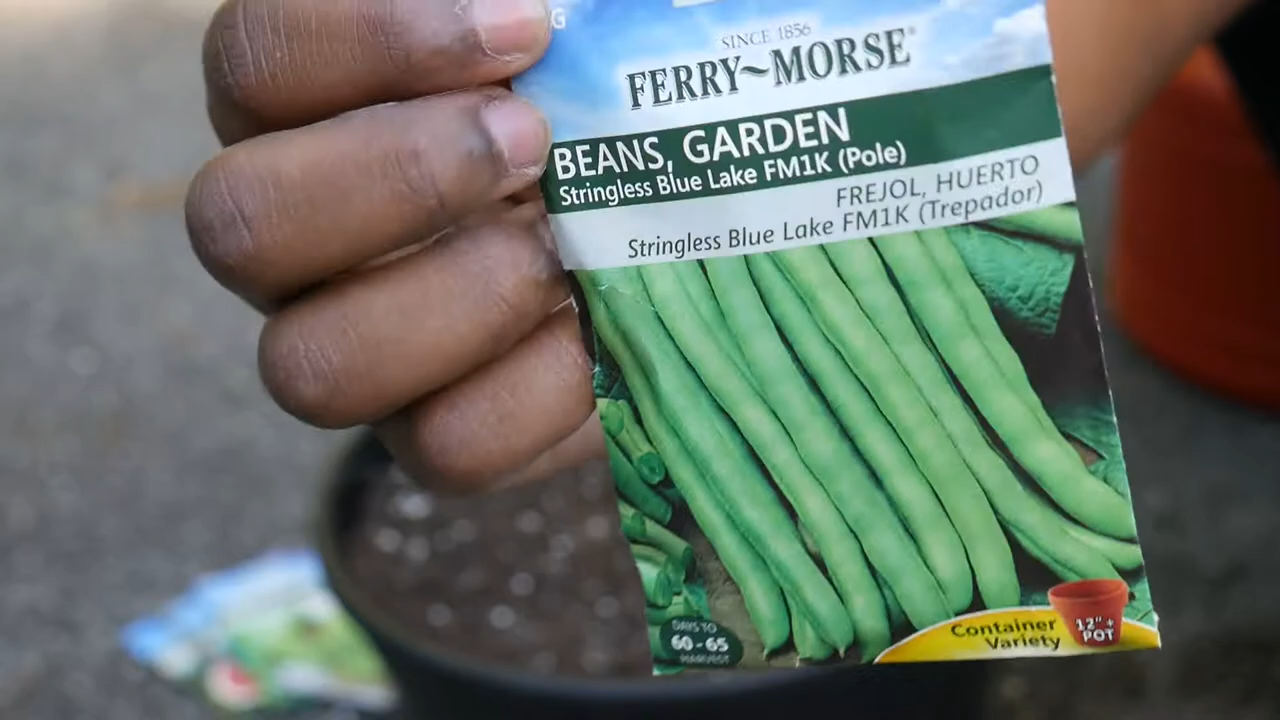 SINCE 1856
FERRY~MORSE®
BEANS, GARDEN
Stringless Blue Lake FM1K (Pole)
FREJOL, HUERTO
Stringless Blue Lake FM1K (Trepador)
DAYS TO
60 - 65
HARVEST
Container
Variety
12" +
POT